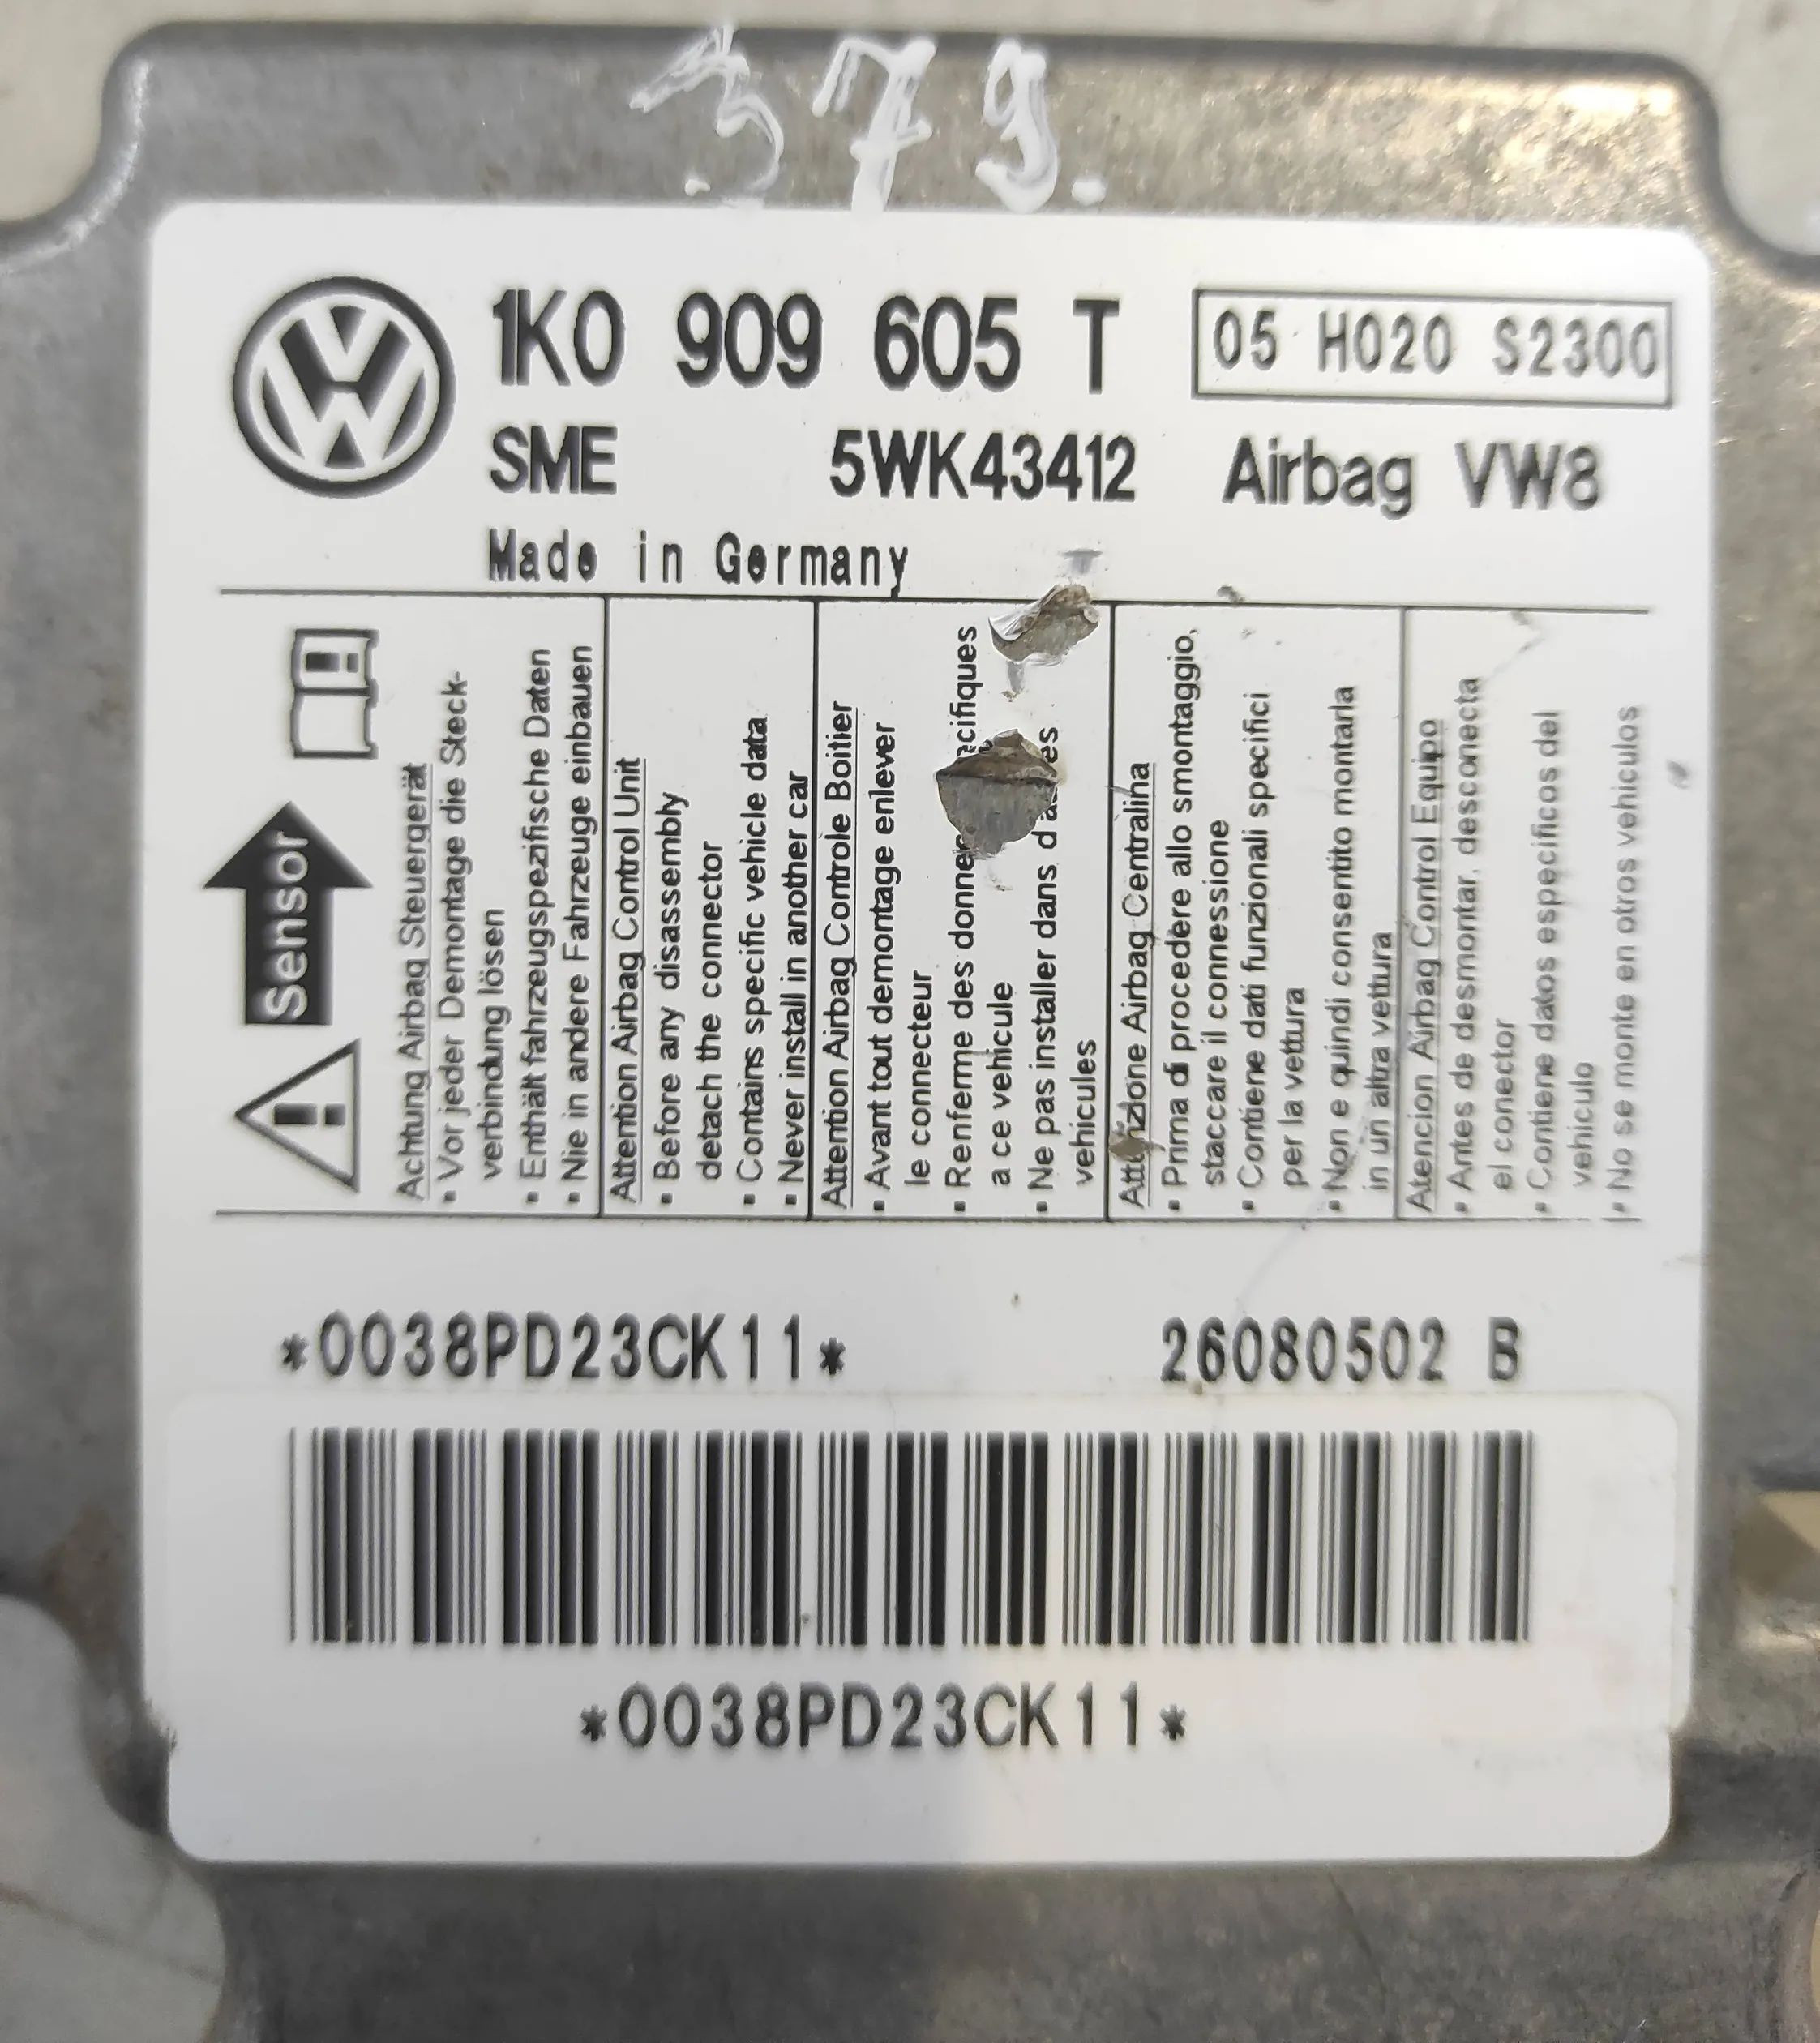 379.
1K0 909 605 T
05 H020 S2300
SME 5WK43412 Airbag VW8
Made in Germany
Sensor
Achtung Airbag Steuergerät
• Vor jeder Demontage die Steck-
verbindung lösen
• Enthält fahrzeugspezifische Daten
• Nie in andere Fahrzeuge einbauen
Attention Airbag Control Unit
• Before any disassembly
detach the connector
• Contains specific vehicle data
• Never install in another car
Attention Airbag Controle Boitier
• Avant tout demontage enlever
le connecteur
• Renferme des
a ce vehicule
• Ne pas installer dans
vehicules
Airbag Centralina
• Prima di procedere allo smontaggio,
staccare il connessione
• Contiene dati funzionali specifici
per la vettura
• Non e quindi consentito montarla
in un altra vettura
Atencion Airbag Control Equipo
• Antes de desmontar, desconecta
el conector
• Contiene datos especificos del
vehiculo
• No se monte en otros vehiculos
*0038PD23CK11* 26080502 B
*0038PD23CK11*